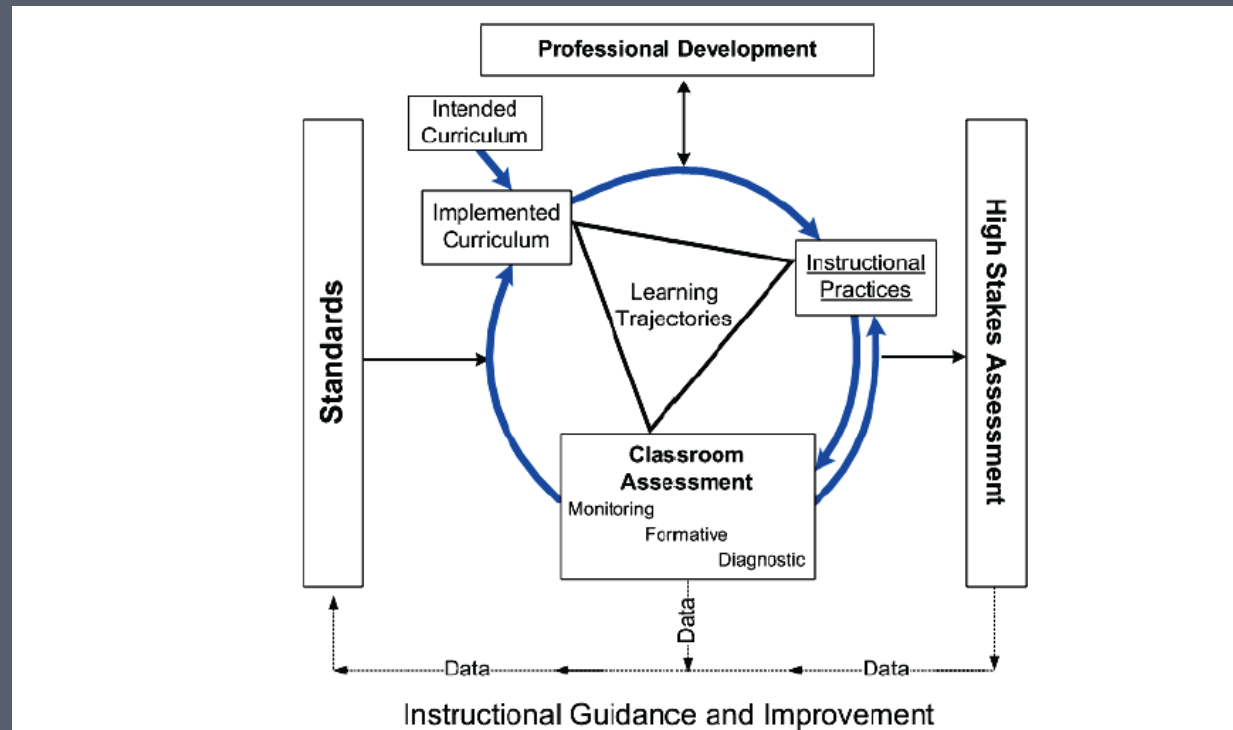 Professional Development
Intended
Curriculum
Implemented
Curriculum
Instructional
Practices
Learning
Trajectories
Standards
High Stakes Assessment
Classroom
Assessment
Monitoring
Formative
Diagnostic
Data
Data
Data
Instructional Guidance and Improvement